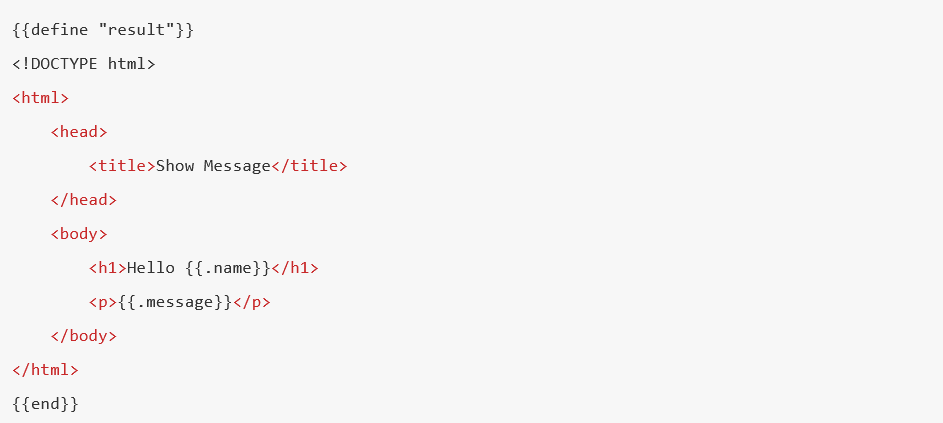 {{define "result"}}
<!DOCTYPE html>
<html>
    <head>
        <title>Show Message</title>
    </head>
    <body>
        <h1>Hello {{.name}}</h1>
        <p>{{.message}}</p>
    </body>
</html>
{{end}}